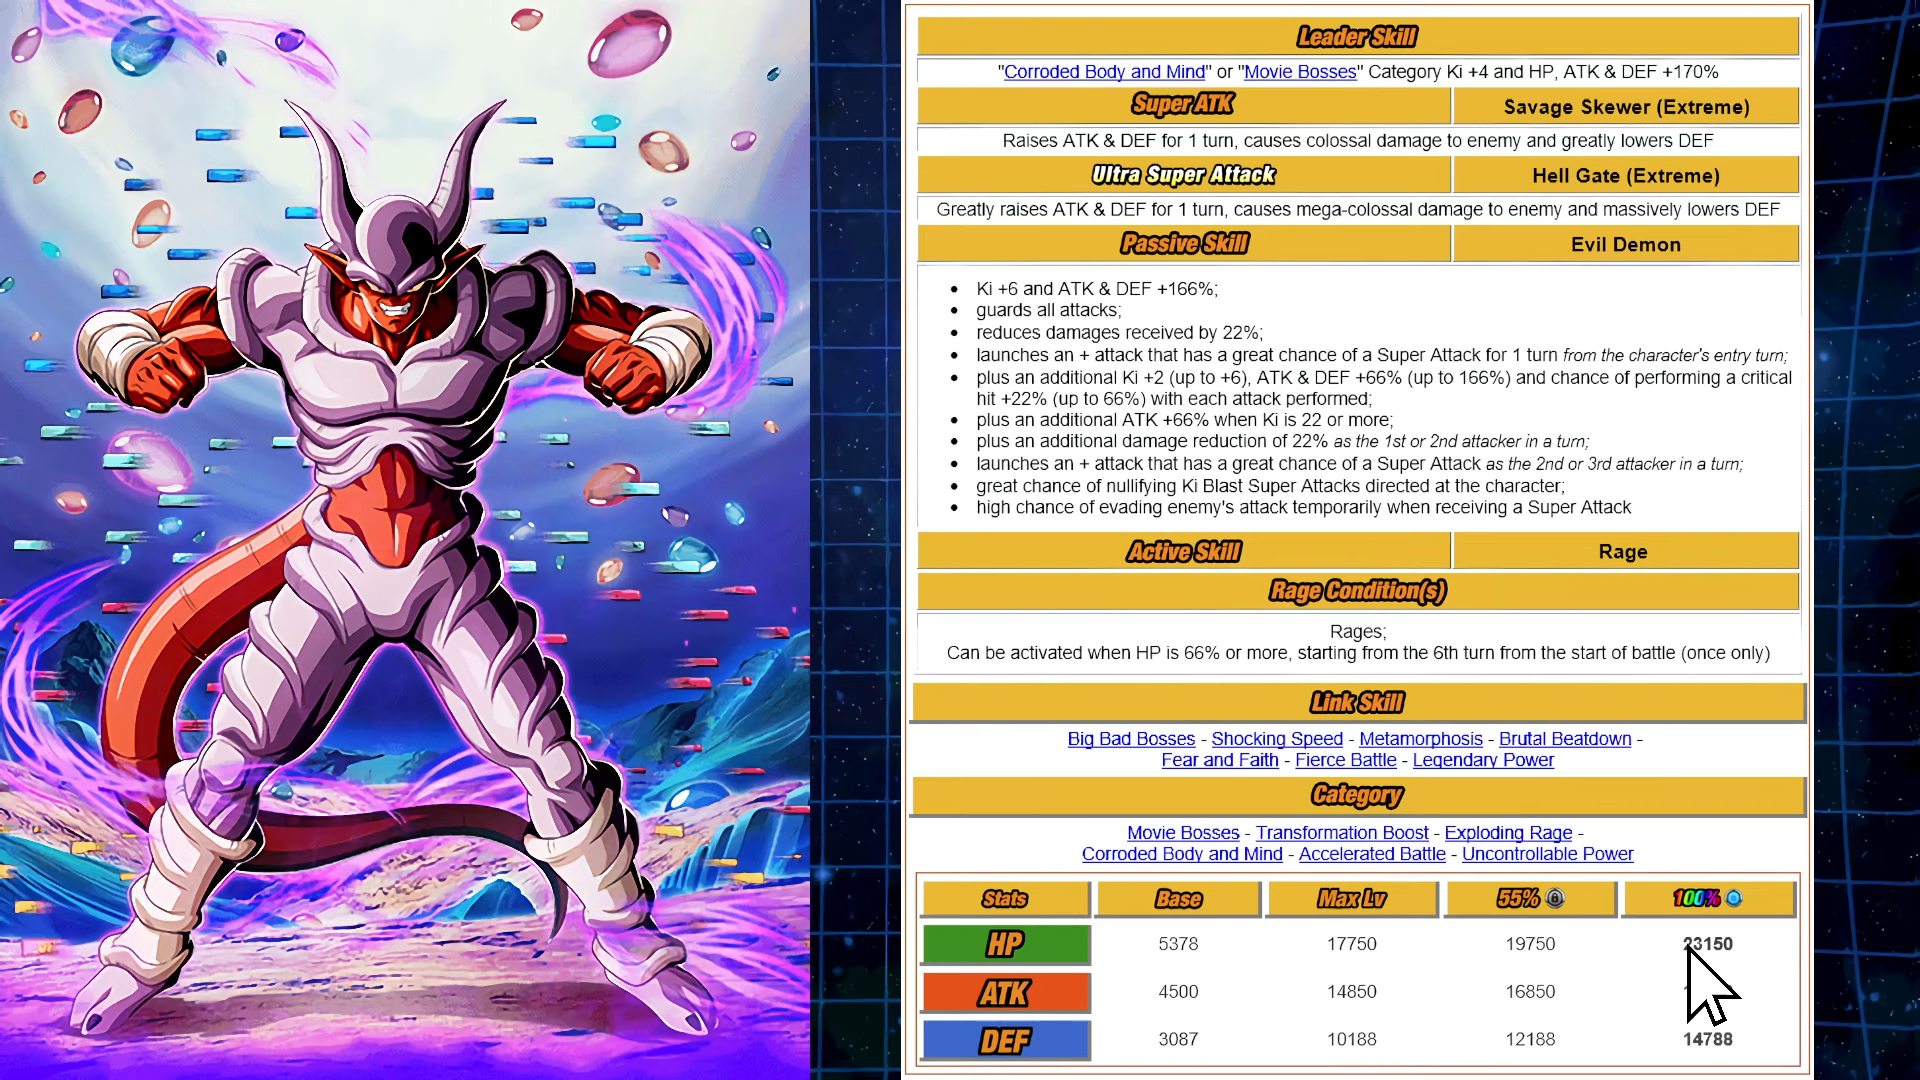 Leader Skill
"Corroded Body and Mind" or "Movie Bosses" Category Ki +4 and HP, ATK & DEF +170%
Super ATK Savage Skewer (Extreme)
Raises ATK & DEF for 1 turn, causes colossal damage to enemy and greatly lowers DEF
Ultra Super Attack Hell Gate (Extreme)
Greatly raises ATK & DEF for 1 turn, causes mega-colossal damage to enemy and massively lowers DEF
Passive Skill Evil Demon
Ki +6 and ATK & DEF +166%;
guards all attacks;
reduces damages received by 22%;
launches an + attack that has a great chance of a Super Attack for 1 turn from the character's entry turn;
plus an additional Ki +2 (up to +6), ATK & DEF +66% (up to 166%) and chance of performing a critical
hit +22% (up to 66%) with each attack performed;
plus an additional ATK +66% when Ki is 22 or more;
plus an additional damage reduction of 22% as the 1st or 2nd attacker in a turn;
launches an + attack that has a great chance of a Super Attack as the 2nd or 3rd attacker in a turn;
great chance of nullifying Ki Blast Super Attacks directed at the character;
high chance of evading enemy's attack temporarily when receiving a Super Attack
Active Skill Rage
Rage Condition(s)
Rages;
Can be activated when HP is 66% or more, starting from the 6th turn from the start of battle (once only)
Link Skill
Big Bad Bosses - Shocking Speed - Metamorphosis - Brutal Beatdown -
Fear and Faith - Fierce Battle - Legendary Power
Category
Movie Bosses - Transformation Boost - Exploding Rage -
Corroded Body and Mind - Accelerated Battle - Uncontrollable Power
Stats Base Max Lv 55% 100%
HP 5378 17750 19750 23150
ATK 4500 14850 16850
DEF 3087 10188 12188 14788